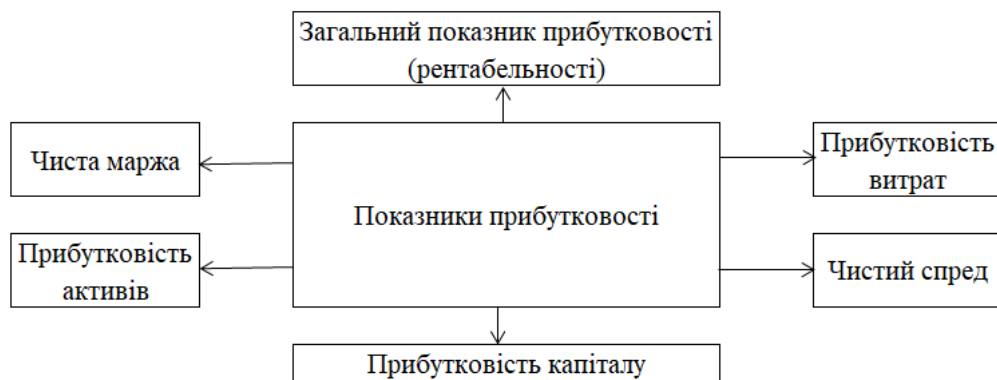 Загальний показник прибутковості
(рентабельності)
Чиста маржа
Прибутковість
витрат
Показники прибутковості
Прибутковість
активів
Чистий спред
Прибутковість капіталу